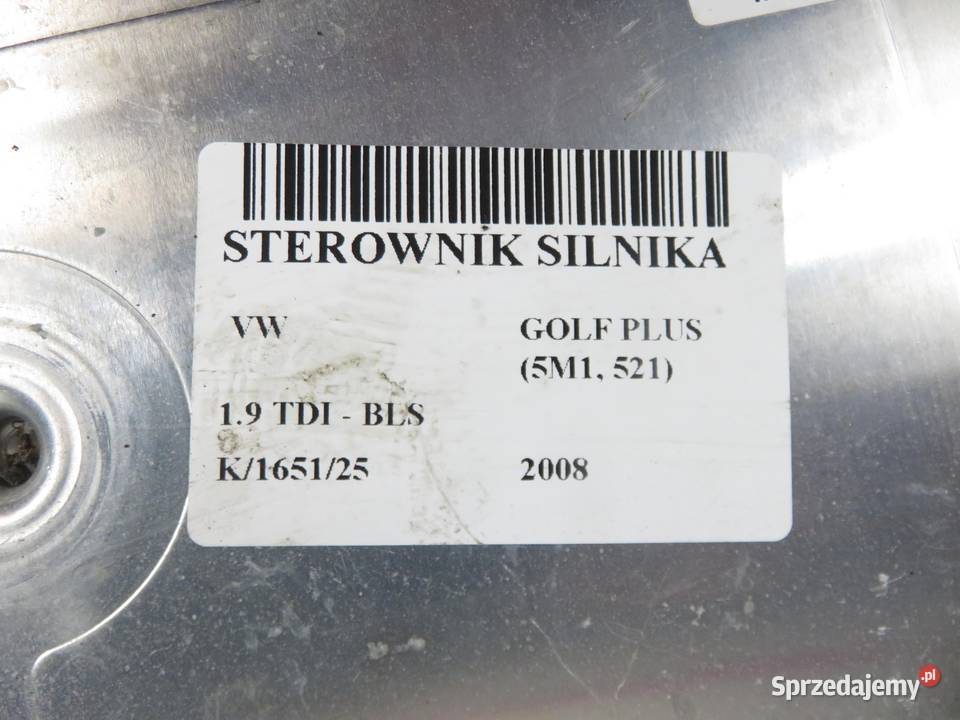 STEROWNIK SILNIKA
VW GOLF PLUS
(5M1, 521)
1.9 TDI - BLS
K/1651/25 2008
Sprzedajemy.pl